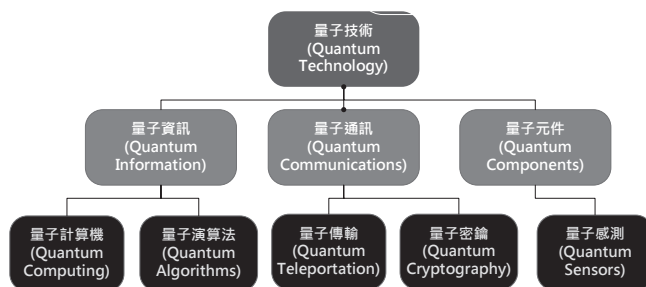 量子技術
(Quantum
Technology)
量子資訊
(Quantum
Information)
量子通訊
(Quantum
Communications)
量子元件
(Quantum
Components)
量子計算機
(Quantum
Computing)
量子演算法
(Quantum
Algorithms)
量子傳輸
(Quantum
Teleportation)
量子密鑰
(Quantum
Cryptography)
量子感測
(Quantum
Sensors)